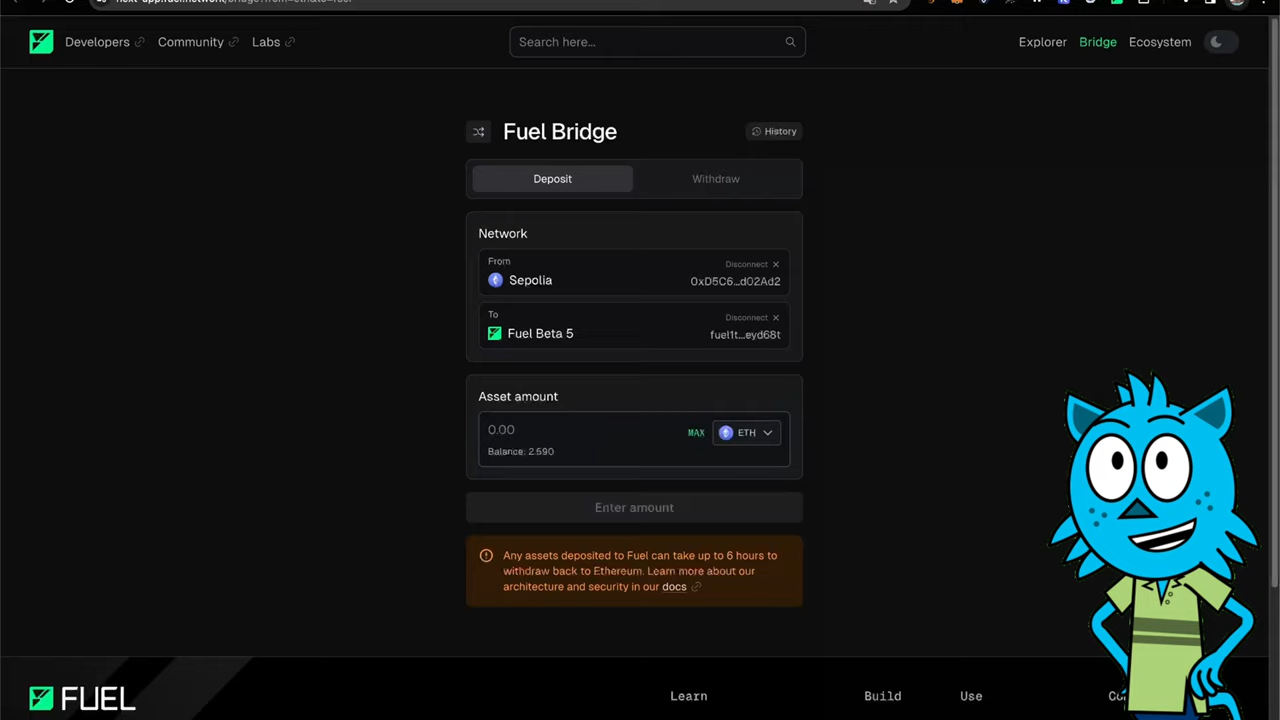 Developers Community Labs Search here... Explorer Bridge Ecosystem
Fuel Bridge History
Deposit Withdraw
Network
From Disconnect ×
Sepolia 0xD5C6...d02Ad2
To Disconnect ×
Fuel Beta 5 fuel1t...eyd68t
Asset amount
0.00 MAX ETH
Balance: 2.590
Enter amount
Any assets deposited to Fuel can take up to 6 hours to
withdraw back to Ethereum. Learn more about our
architecture and security in our docs
FUEL Learn Build Use